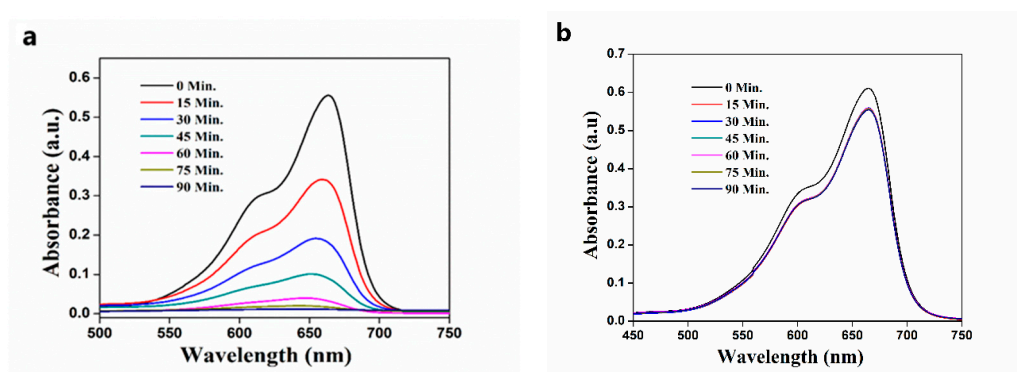 a
Absorbance (a.u.)
0.6
0.5
0.4
0.3
0.2
0.1
0.0
0 Min.
15 Min.
30 Min.
45 Min.
60 Min.
75 Min.
90 Min.
500 550 600 650 700 750
Wavelength (nm)
b
Absorbance (a.u)
0.7
0.6
0.5
0.4
0.3
0.2
0.1
0.0
0 Min.
15 Min.
30 Min.
45 Min.
60 Min.
75 Min.
90 Min.
450 500 550 600 650 700 750
Wavelength (nm)